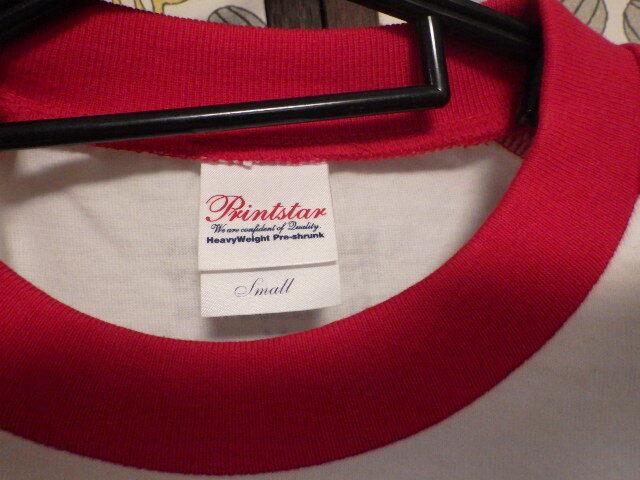 Printstar
We are confident of Quality.
HeavyWeight Pre-shrunk
Small